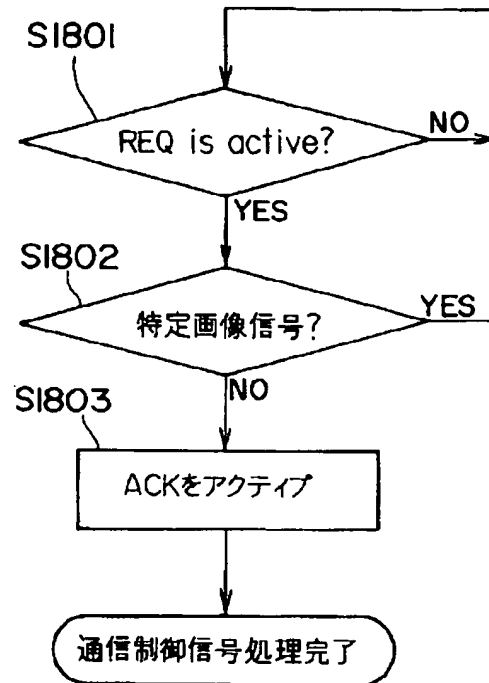 S1801
REQ is active?
NO
YES
S1802
特定画像信号?
YES
NO
S1803
ACKをアクティブ
通信制御信号処理完了